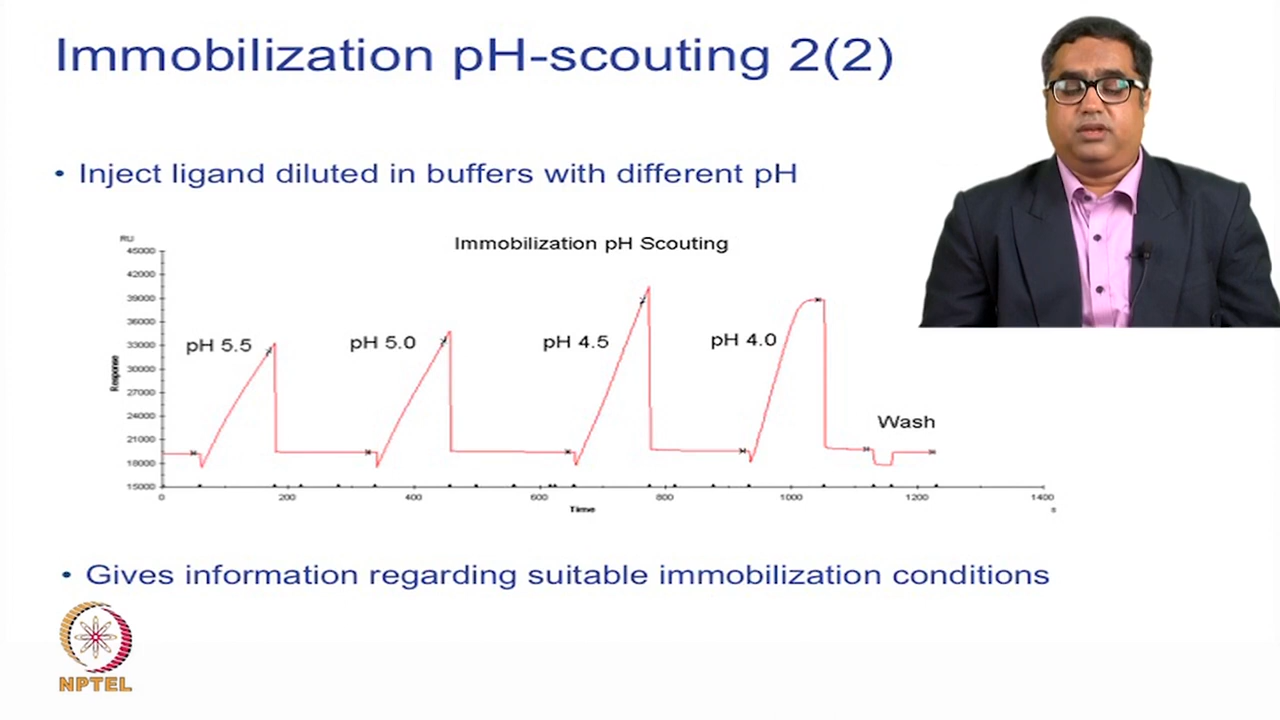 Immobilization pH-scouting 2(2)
• Inject ligand diluted in buffers with different pH
Immobilization pH Scouting
RU
45000
42000
39000
36000
33000
30000
27000
24000
21000
18000
15000
Response
pH 5.5
pH 5.0
pH 4.5
pH 4.0
Wash
0 200 400 600 800 1000 1200 1400
Time
s
• Gives information regarding suitable immobilization conditions
NPTEL